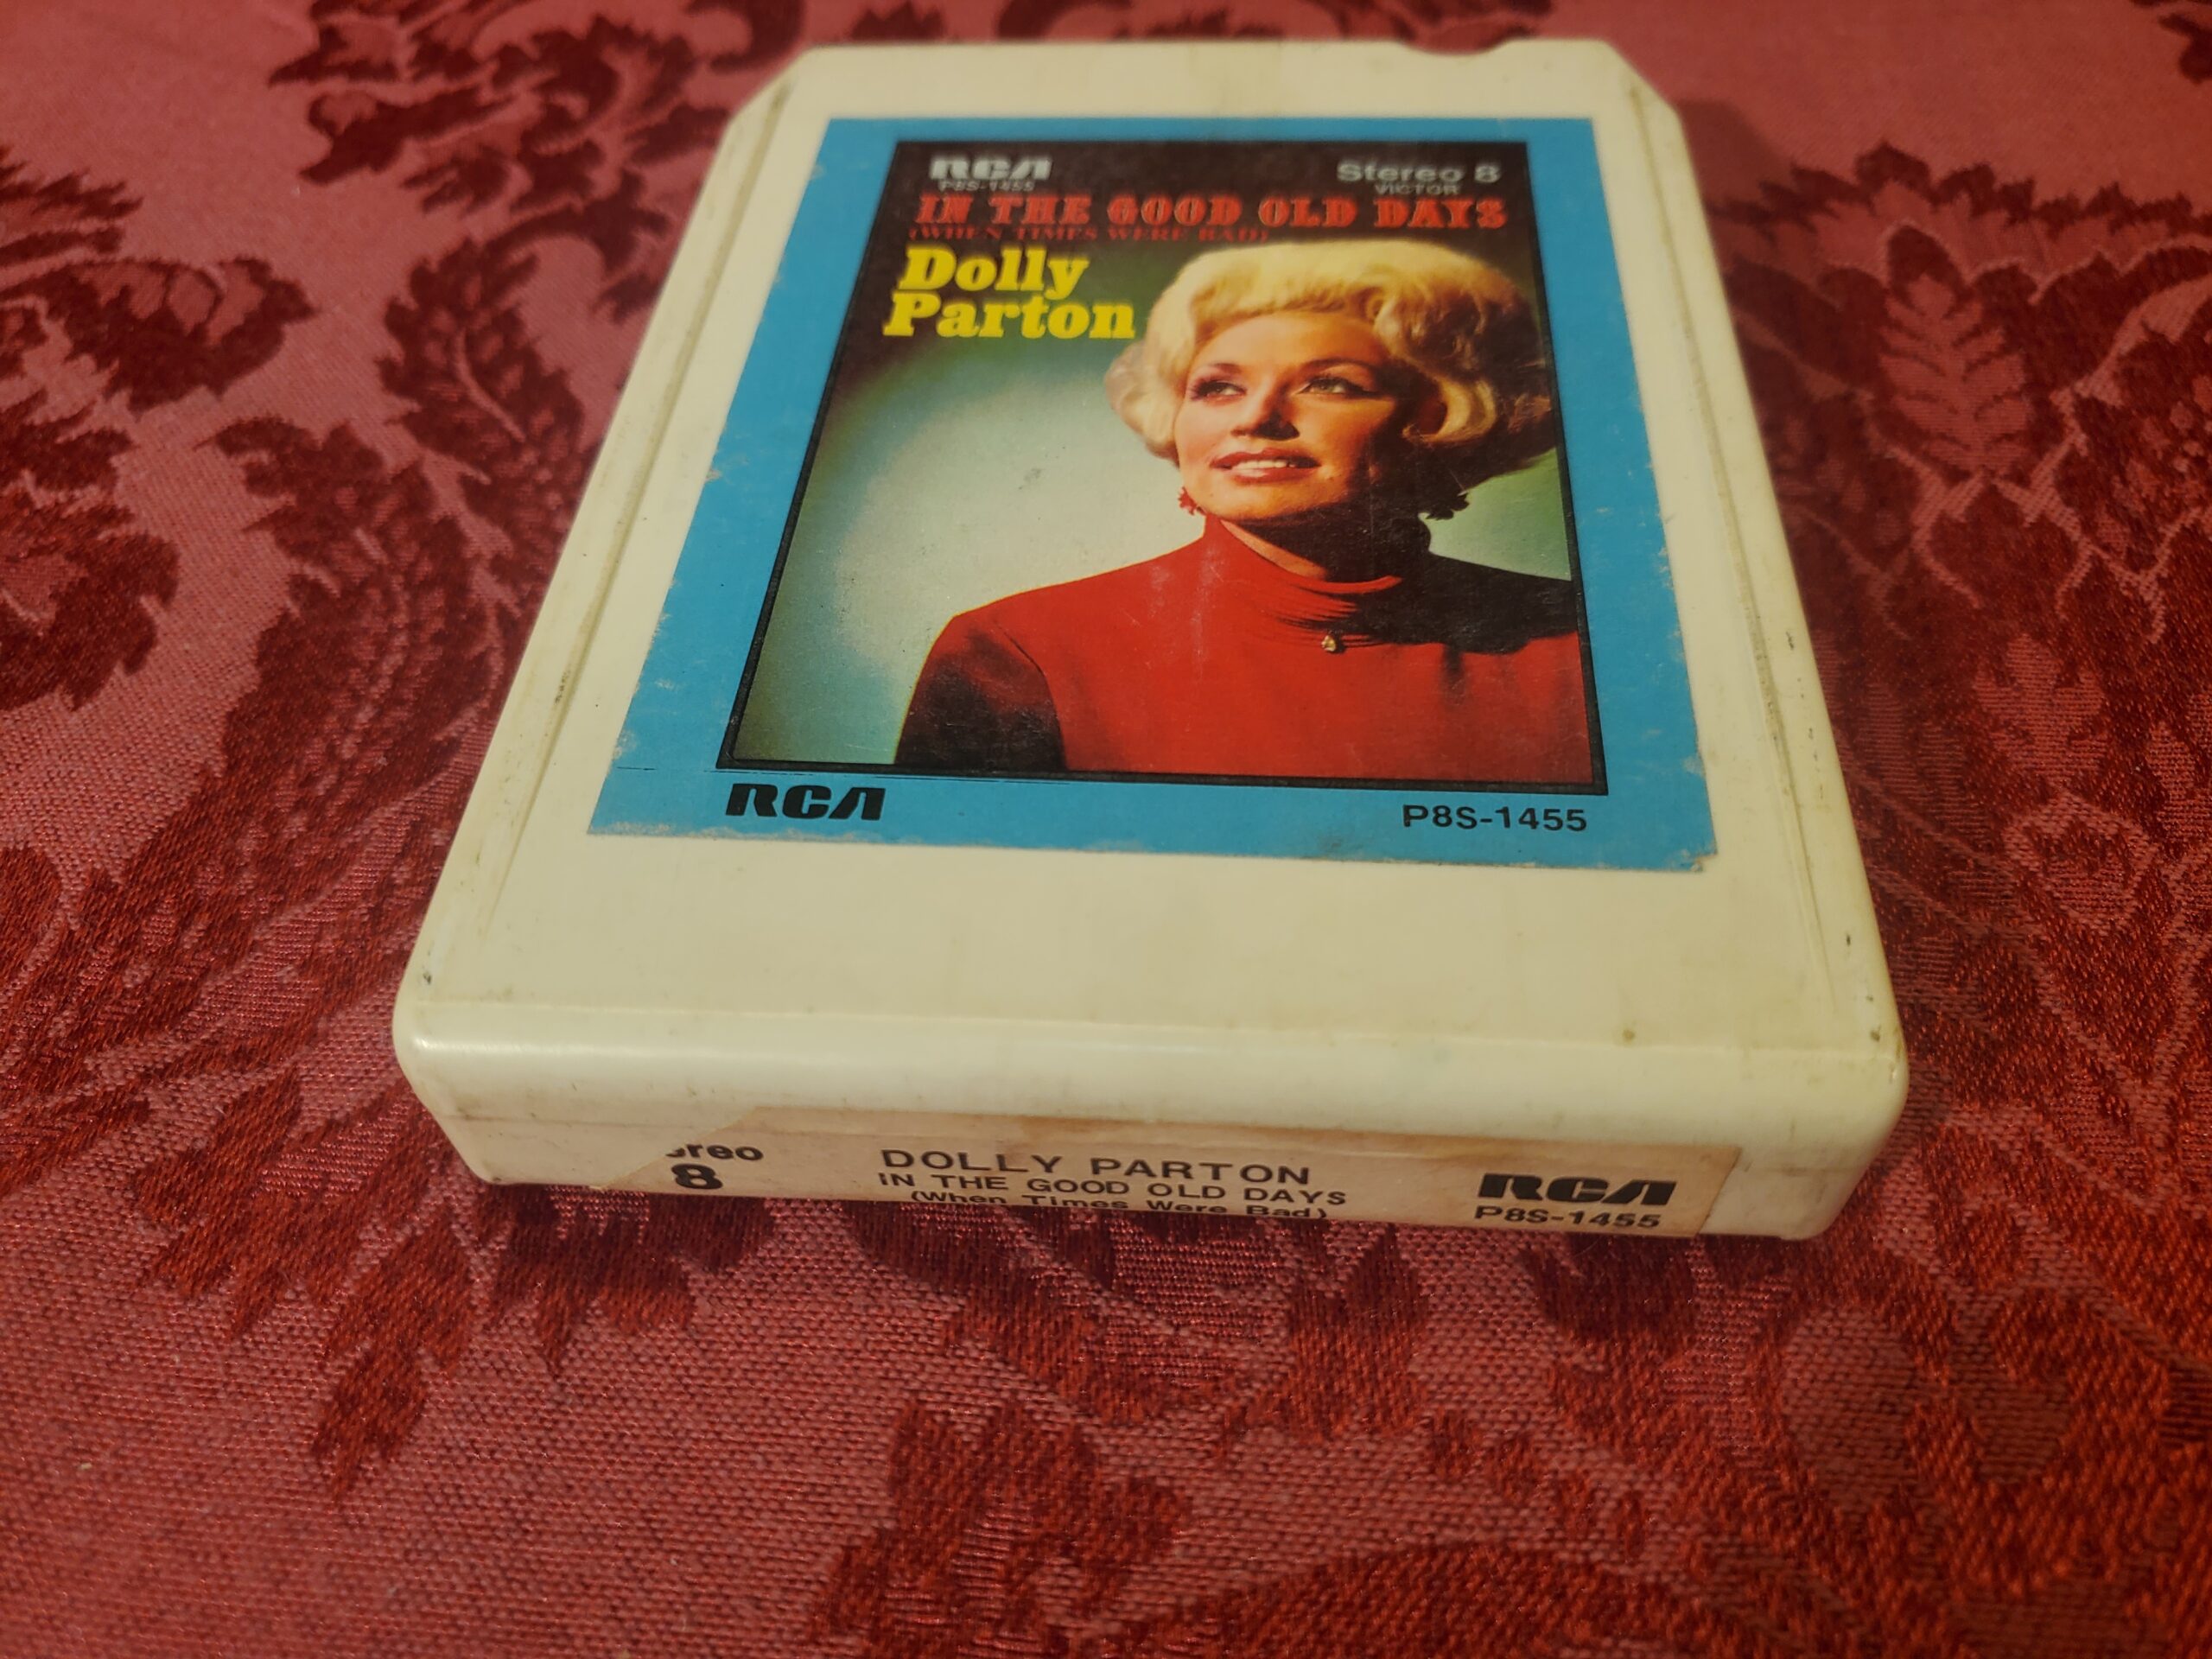 RCA
P8S-1455
Stereo 8
VICTOR
IN THE GOOD OLD DAYS
(WHEN TIMES WERE BAD)
Dolly
Parton
RCA
P8S-1455
ereo
8
DOLLY PARTON
IN THE GOOD OLD DAYS
(When Times Were Bad)
RCA
P8S-1455